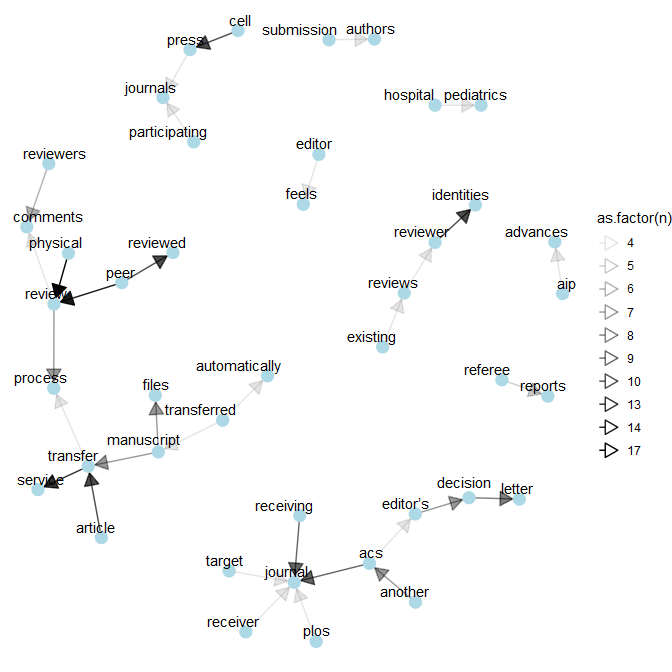 cell
submission authors
press
journals
hospital pediatrics
participating
editor
reviewers
feels
identities
comments
physical
reviewed
reviewer
advances
as.factor(n)
4
5
6
7
8
9
10
13
14
17
peer
review
reviews
aip
existing
process
automatically
files
referee
reports
transferred
manuscript
transfer
service
decision
letter
receiving
editor's
article
target
journal
acs
another
receiver
plos